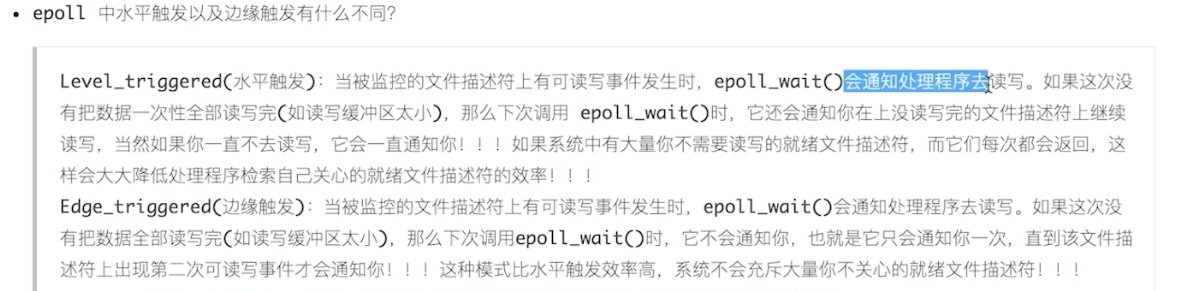 epoll 中水平触发以及边缘触发有什么不同?
Level_triggered(水平触发): 当被监控的文件描述符上有可读写事件发生时, epoll_wait()会通知处理程序去读写。如果这次没
有把数据一次性全部读写完(如读写缓冲区太小), 那么下次调用 epoll_wait()时, 它还会通知你在上没读写完的文件描述符上继续
读写, 当然如果你一直不去读写, 它会一直通知你!!! 如果系统中有大量你不需要读写的就绪文件描述符, 而它们每次都会返回, 这
样会大大降低处理程序检索自己关心的就绪文件描述符的效率!!!
Edge_triggered(边缘触发): 当被监控的文件描述符上有可读写事件发生时, epoll_wait()会通知处理程序去读写。如果这次没
有把数据全部读写完(如读写缓冲区太小), 那么下次调用epoll_wait()时, 它不会通知你, 也就是它只会通知你一次, 直到该文件描
述符上出现第二次可读写事件才会通知你!!! 这种模式比水平触发效率高, 系统不会充斥大量你不关心的就绪文件描述符!!!